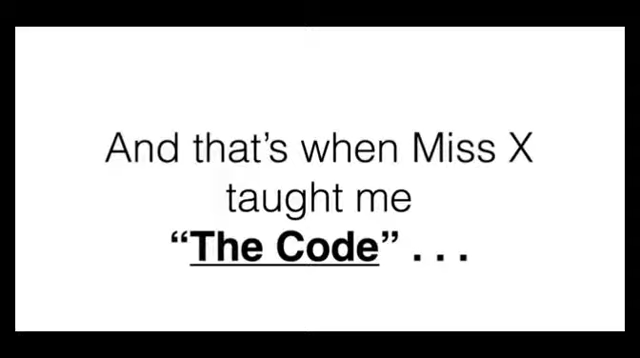 And that’s when Miss X
taught me
“The Code” . . .